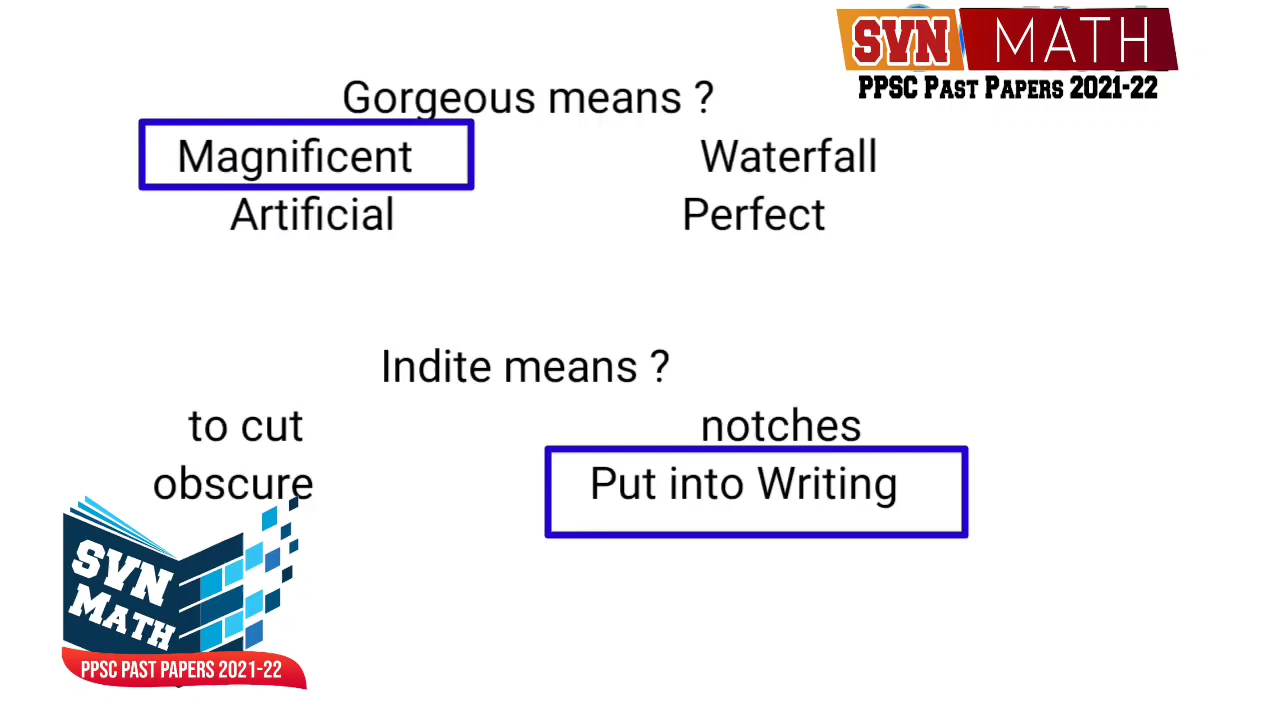 SVN MATH
PPSC PAST PAPERS 2021-22
Gorgeous means ?
Magnificent Waterfall
Artificial Perfect
Indite means ?
to cut notches
obscure Put into Writing
SVN
MATH
PPSC PAST PAPERS 2021-22